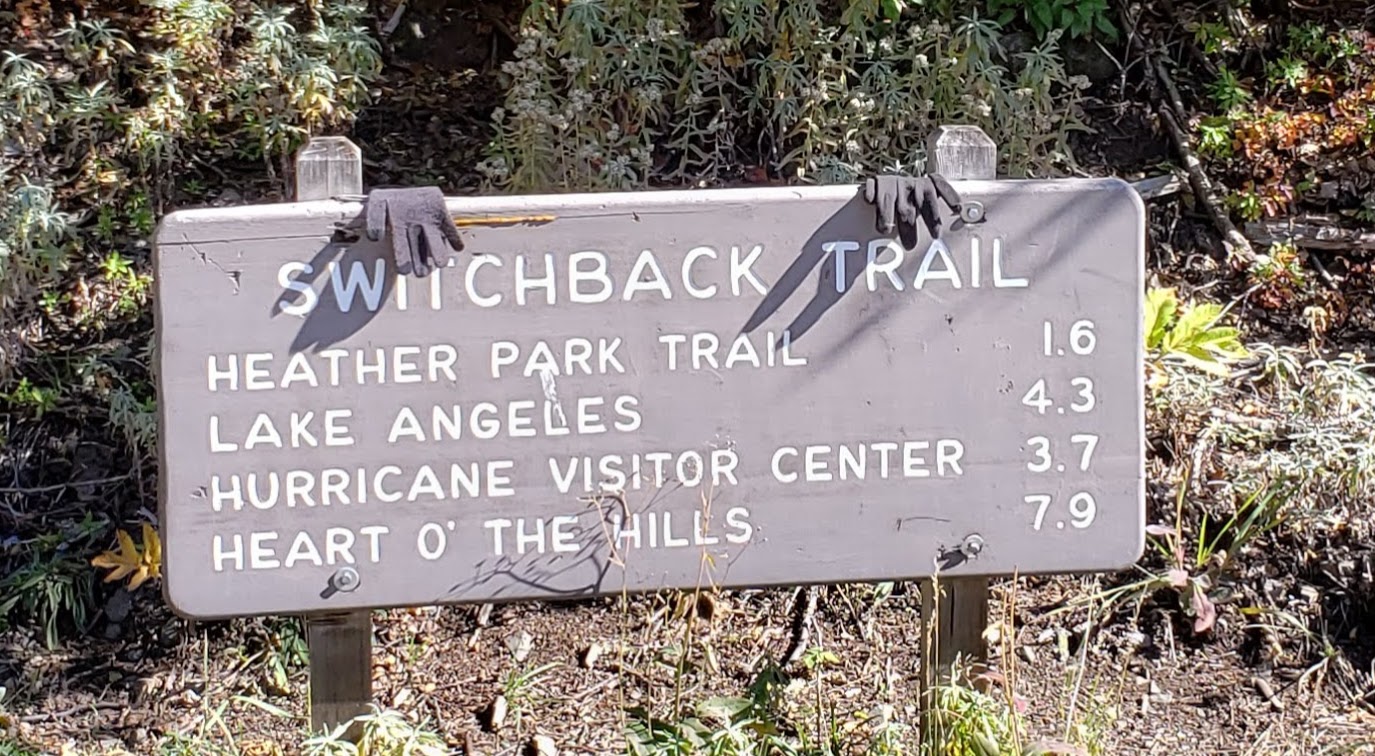 SWITCHBACK TRAIL
HEATHER PARK TRAIL 1.6
LAKE ANGELES 4.3
HURRICANE VISITOR CENTER 3.7
HEART O' THE HILLS 7.9